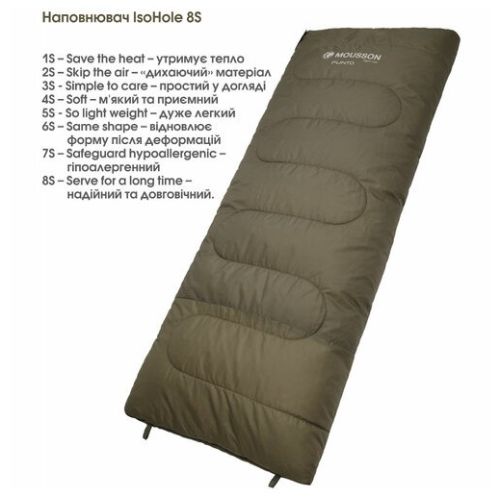 Наповнювач IsoHole 8S
1S – Save the heat – утримує тепло
2S – Skip the air – «дихаючий» матеріал
3S – Simple to care – простий у догляді
4S – Soft – м'який та приємний
5S – So light weight – дуже легкий
6S – Same shape – відновлює
форму після деформацій
7S – Safeguard hypoallergenic –
гіпоалергенний
8S – Serve for a long time –
надійний та довговічний.
MOUSSON
PUNTO